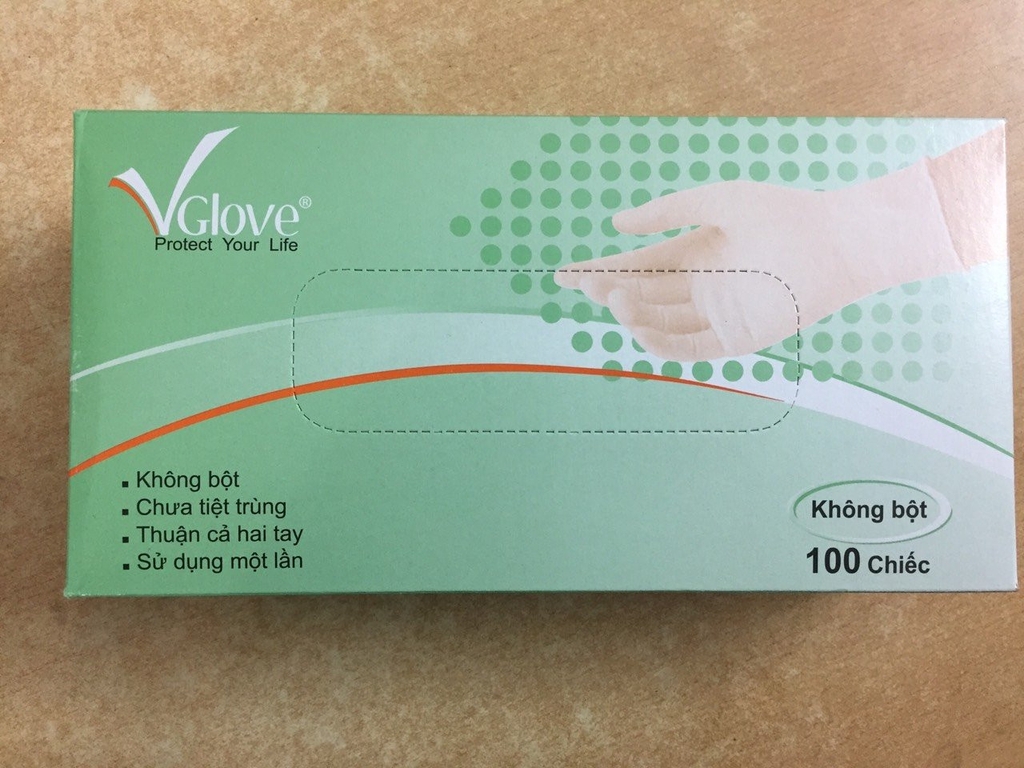 VGlove®
Protect Your Life
Không bột
Chưa tiệt trùng
Thuận cả hai tay
Sử dụng một lần
Không bột
100 Chiếc